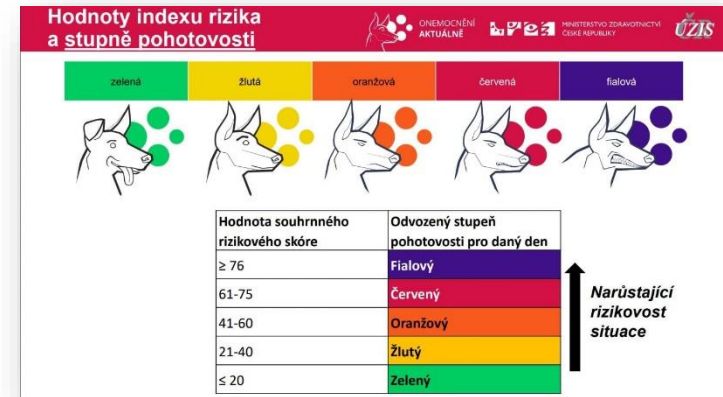 Hodnoty indexu rizika
a stupně pohotovosti
ONEMOCNĚNÍ
AKTUÁLNĚ
MINISTERSTVO ZDRAVOTNICTVÍ
ČESKÉ REPUBLIKY
ÚZIS
zelená
žlutá
oranžová
červená
fialová
Hodnota souhrnného
rizikového skóre
Odvozený stupeň
pohotovosti pro daný den
≥ 76
Fialový
61-75
Červený
41-60
Oranžový
21-40
Žlutý
≤ 20
Zelený
Narůstající
rizikovost
situace